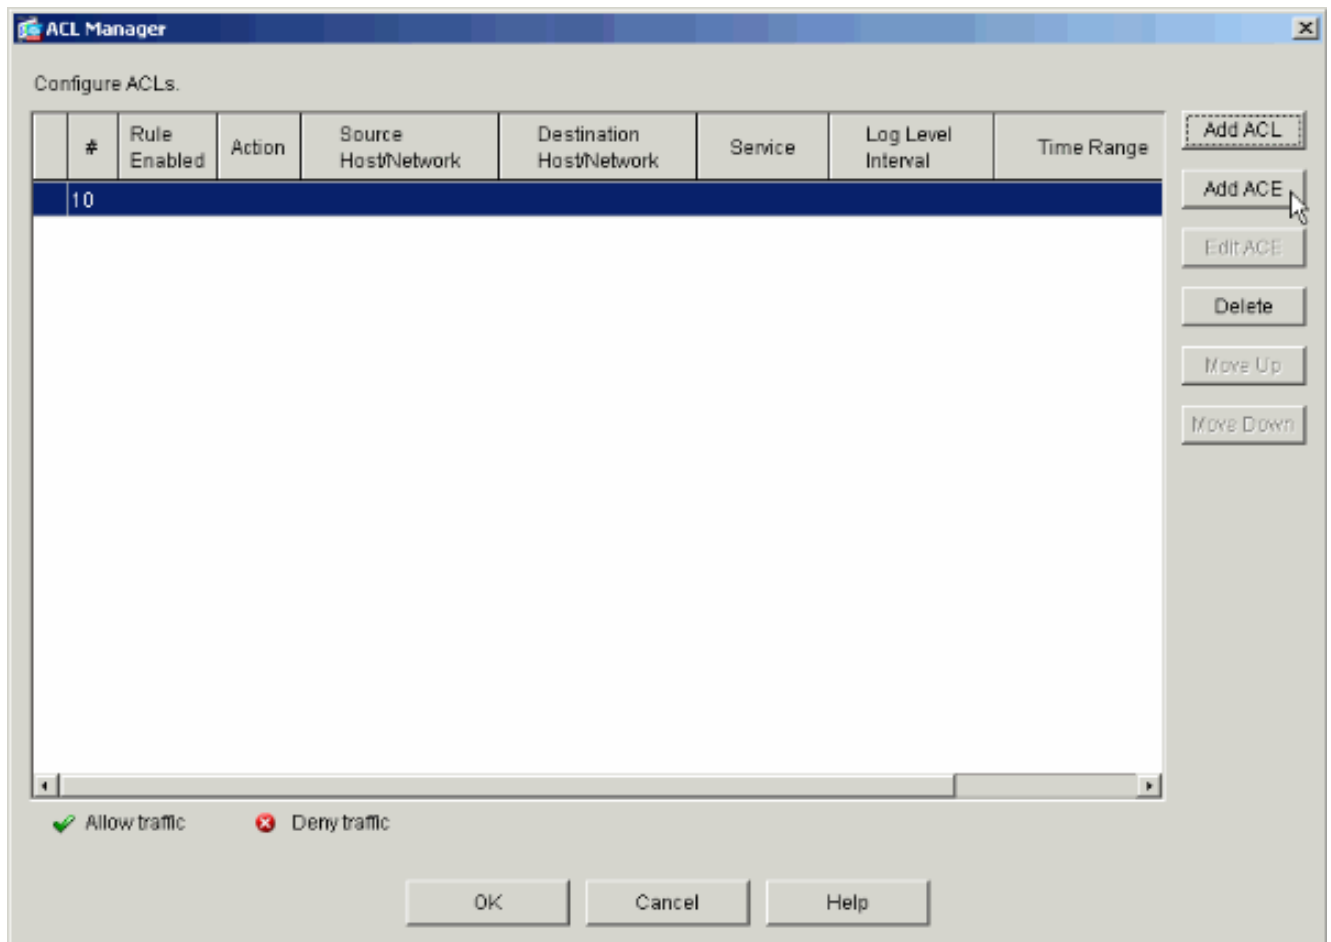 ACL Manager
Configure ACLs.
#
Rule
Enabled
Action
Source
Host/Network
Destination
Host/Network
Service
Log Level
Interval
Time Range
10
Add ACL
Add ACE
Edit ACE
Delete
Move Up
Move Down
Allow traffic
Deny traffic
OK
Cancel
Help